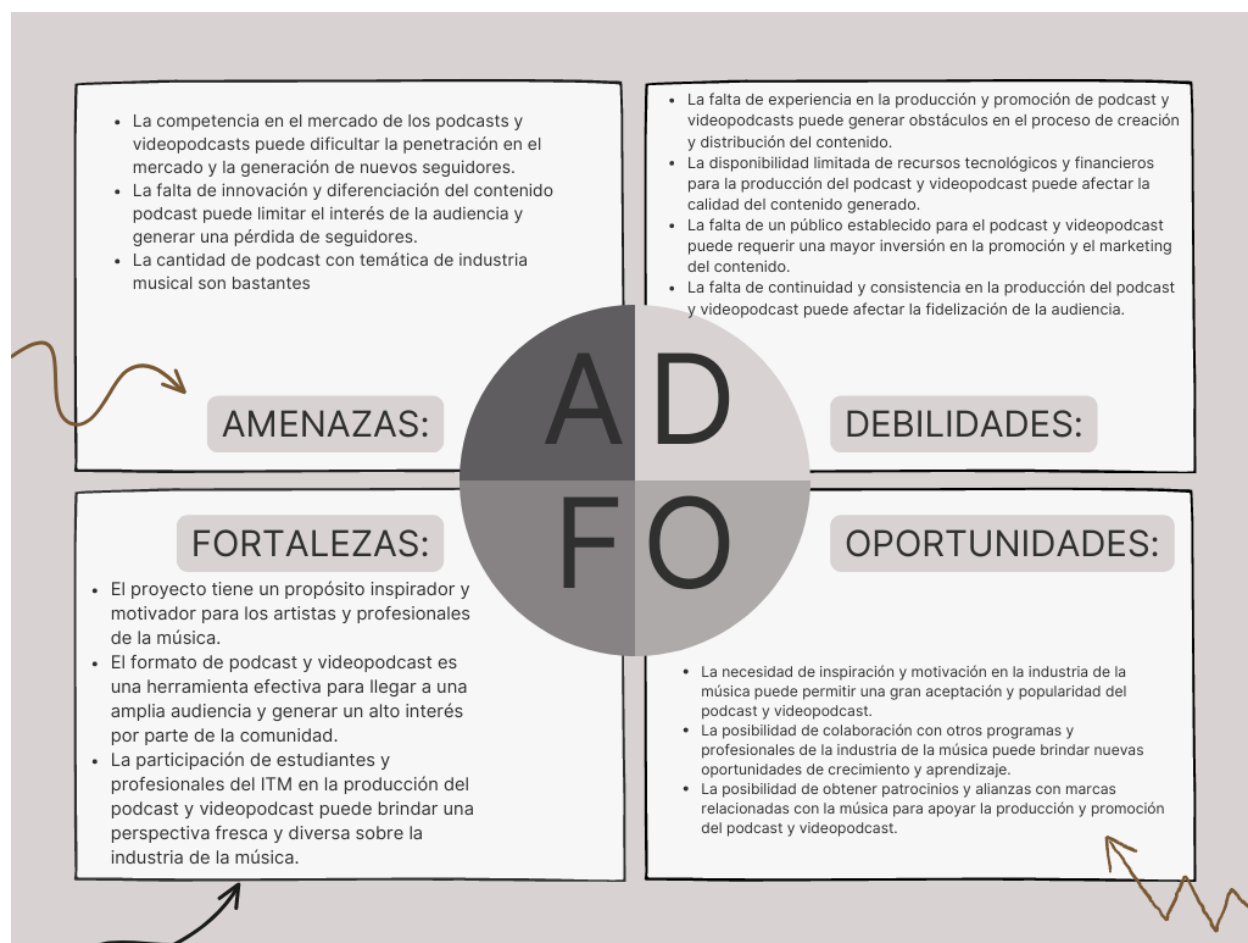 La competencia en el mercado de los podcasts y
videopodcasts puede dificultar la penetración en el
mercado y la generación de nuevos seguidores.
La falta de innovación y diferenciación del contenido
podcast puede limitar el interés de la audiencia y
generar una pérdida de seguidores.
La cantidad de podcast con temática de industria
musical son bastantes
AMENAZAS:
La falta de experiencia en la producción y promoción de podcast y
videopodcasts puede generar obstáculos en el proceso de creación
y distribución del contenido.
La disponibilidad limitada de recursos tecnológicos y financieros
para la producción del podcast y videopodcast puede afectar la
calidad del contenido generado.
La falta de un público establecido para el podcast y videopodcast
puede requerir una mayor inversión en la promoción y el marketing
del contenido.
La falta de continuidad y consistencia en la producción del podcast
y videopodcast puede afectar la fidelización de la audiencia.
DEBILIDADES:
A D
F O
FORTALEZAS:
El proyecto tiene un propósito inspirador y
motivador para los artistas y profesionales
de la música.
El formato de podcast y videopodcast es
una herramienta efectiva para llegar a una
amplia audiencia y generar un alto interés
por parte de la comunidad.
La participación de estudiantes y
profesionales del ITM en la producción del
podcast y videopodcast puede brindar una
perspectiva fresca y diversa sobre la
industria de la música.
OPORTUNIDADES:
La necesidad de inspiración y motivación en la industria de la
música puede permitir una gran aceptación y popularidad del
podcast y videopodcast.
La posibilidad de colaboración con otros programas y
profesionales de la industria de la música puede brindar nuevas
oportunidades de crecimiento y aprendizaje.
La posibilidad de obtener patrocinios y alianzas con marcas
relacionadas con la música para apoyar la producción y promoción
del podcast y videopodcast.